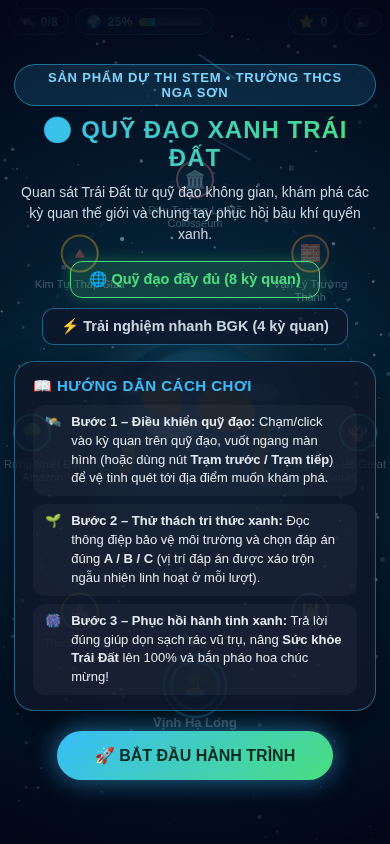 0/8
25%
0
SẢN PHẨM DỰ THI STEM • TRƯỜNG THCS
NGA SƠN
QUỸ ĐẠO XANH TRÁI
ĐẤT
Quan sát Trái Đất từ quỹ đạo không gian, khám phá các
kỳ quan thế giới và chung tay phục hồi bầu khí quyển
xanh.
Colosseum
Quỹ đạo đầy đủ (8 kỳ quan)
Trải nghiệm nhanh BGK (4 kỳ quan)
HƯỚNG DẪN CÁCH CHƠI
Bước 1 – Điều khiển quỹ đạo: Chạm/click
vào kỳ quan trên quỹ đạo, vuốt ngang màn
hình (hoặc dùng nút Trạm trước / Trạm tiếp)
để vệ tinh quét tới địa điểm muốn khám phá.
Bước 2 – Thử thách tri thức xanh: Đọc
thông điệp bảo vệ môi trường và chọn đáp án
đúng A / B / C (vị trí đáp án được xáo trộn
ngẫu nhiên linh hoạt ở mỗi lượt).
Bước 3 – Phục hồi hành tinh xanh: Trả lời
đúng giúp dọn sạch rác vũ trụ, nâng Sức khỏe
Trái Đất lên 100% và bắn pháo hoa chúc
mừng!
Vịnh Hạ Long
BẮT ĐẦU HÀNH TRÌNH